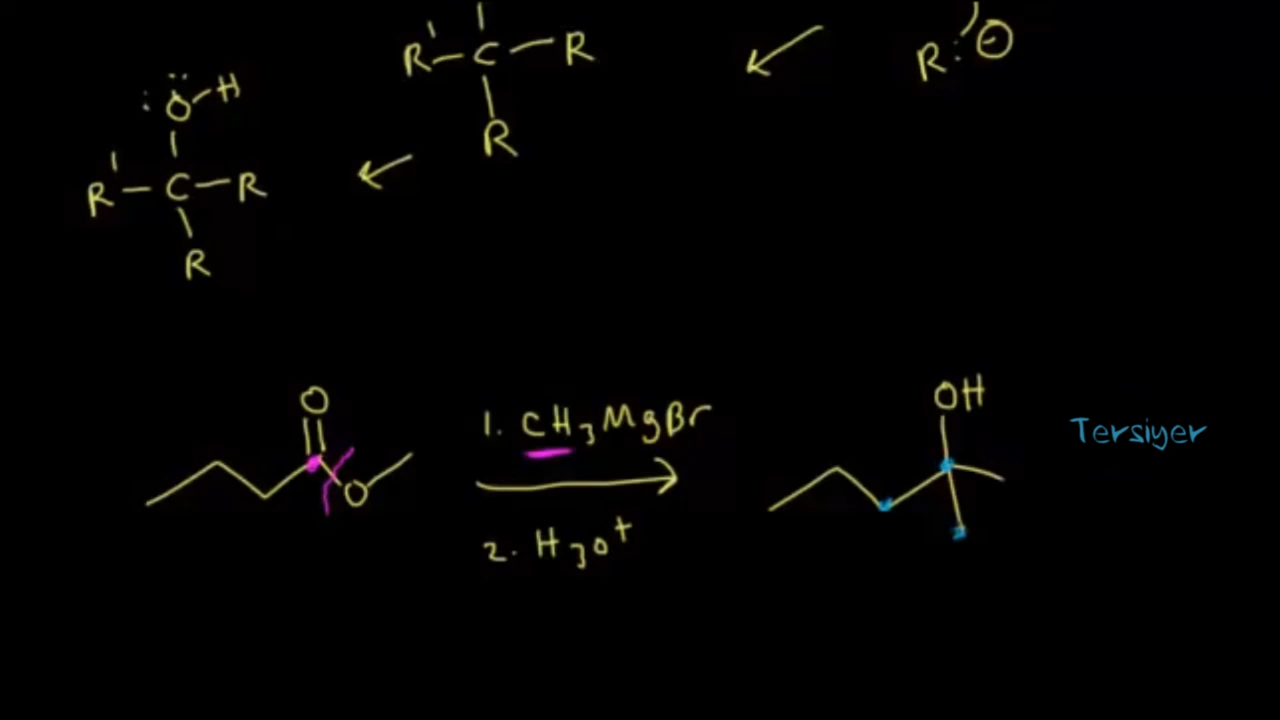 R' C R R :⊖
:Ö H
R
R' C R
R
O OH
1. CH₃MgBr Tersiyer
O
2. H₃O⁺